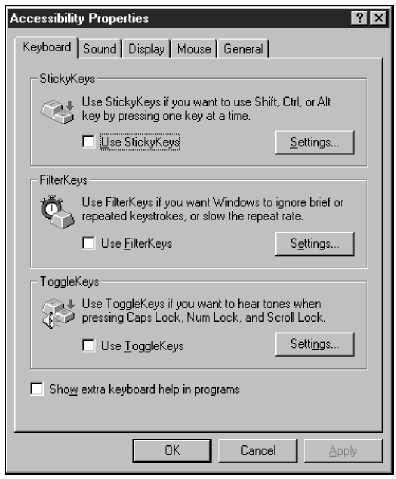 Accessibility Properties
Keyboard Sound Display Mouse General
StickyKeys
Use StickyKeys if you want to use Shift, Ctrl, or Alt
key by pressing one key at a time.
Use StickyKeys
Settings...
FilterKeys
Use FilterKeys if you want Windows to ignore brief or
repeated keystrokes, or slow the repeat rate.
Use FilterKeys
Settings...
ToggleKeys
Use ToggleKeys if you want to hear tones when
pressing Caps Lock, Num Lock, and Scroll Lock.
Use ToggleKeys
Settings...
Show extra keyboard help in programs
OK Cancel Apply